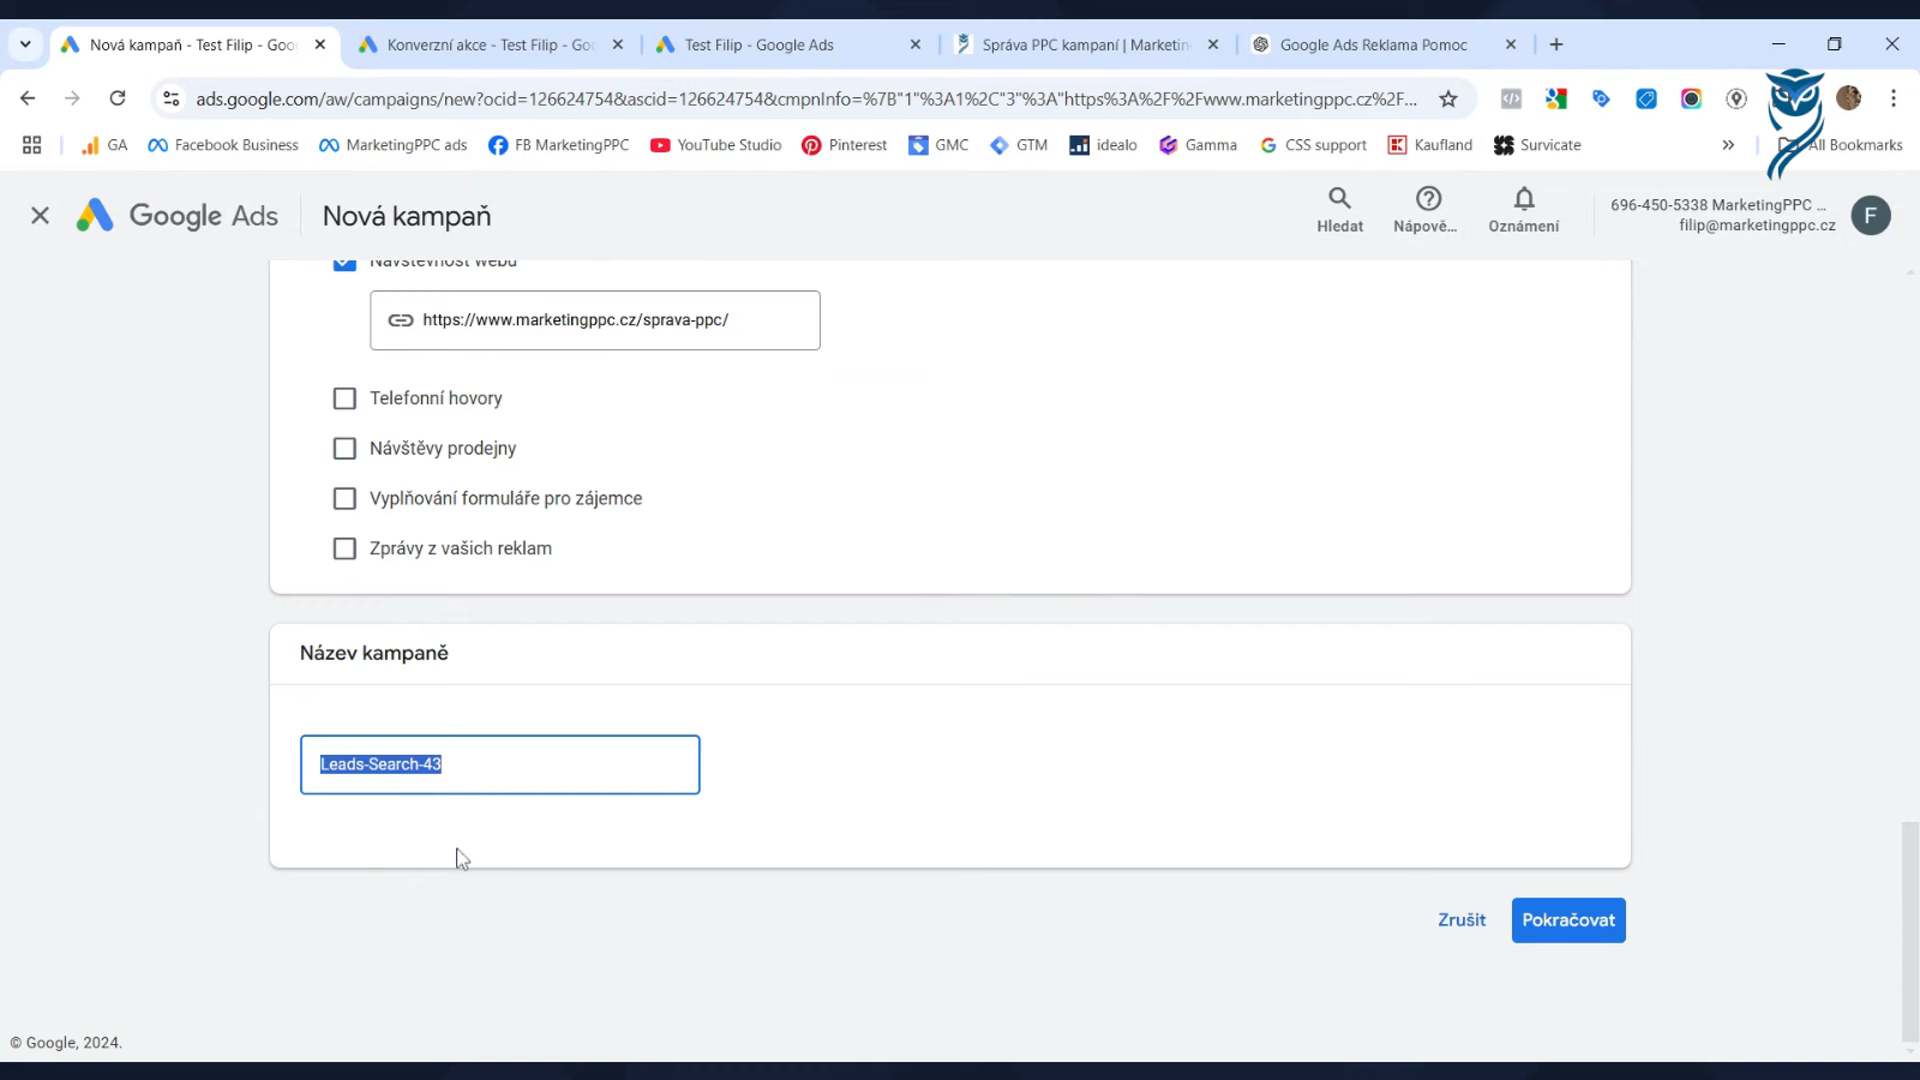 Nová kampaň - Test Filip - Goo
Konverzní akce - Test Filip - Goo
Test Filip - Google Ads
Správa PPC kampaní | Marketin
Google Ads Reklama Pomoc
ads.google.com/aw/campaigns/new?ocid=126624754&ascid=126624754&cmpnInfo=%7B"1"%3A1%2C"3"%3A"https%3A%2F%2Fwww.marketingppc.cz%2F...
GA
Facebook Business
MarketingPPC ads
FB MarketingPPC
YouTube Studio
Pinterest
GMC
GTM
idealo
Gamma
CSS support
Kaufland
Survicate
»
All Bookmarks
Google Ads
Nová kampaň
Hledat
Nápově...
Oznámení
696-450-5338 MarketingPPC ...
filip@marketingppc.cz
F
Návštěvnost webu
https://www.marketingppc.cz/sprava-ppc/
Telefonní hovory
Návštěvy prodejny
Vyplňování formuláře pro zájemce
Zprávy z vašich reklam
Název kampaně
Leads-Search-43
Zrušit
Pokračovat
© Google, 2024.